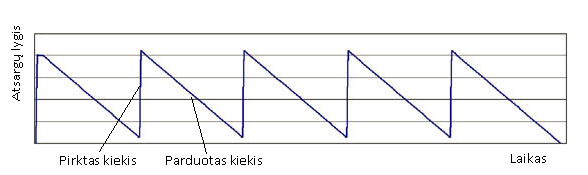 Atsargų lygis
Pirktas kiekis
Parduotas kiekis
Laikas